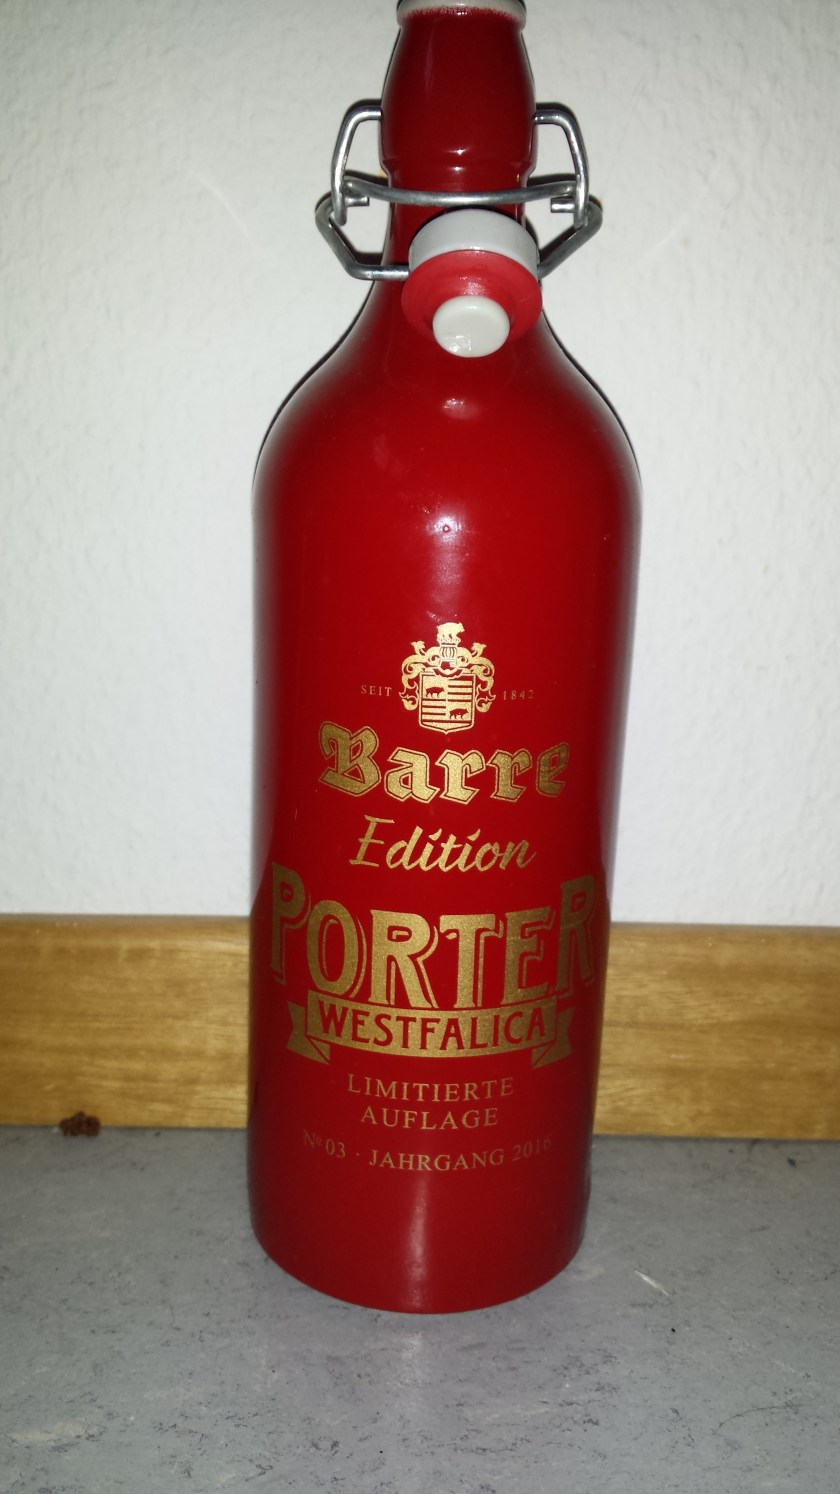 SEIT 1842
Barre
Edition
PORTER
WESTFALICA
LIMITIERTE
AUFLAGE
Nº 03 · JAHRGANG 2016